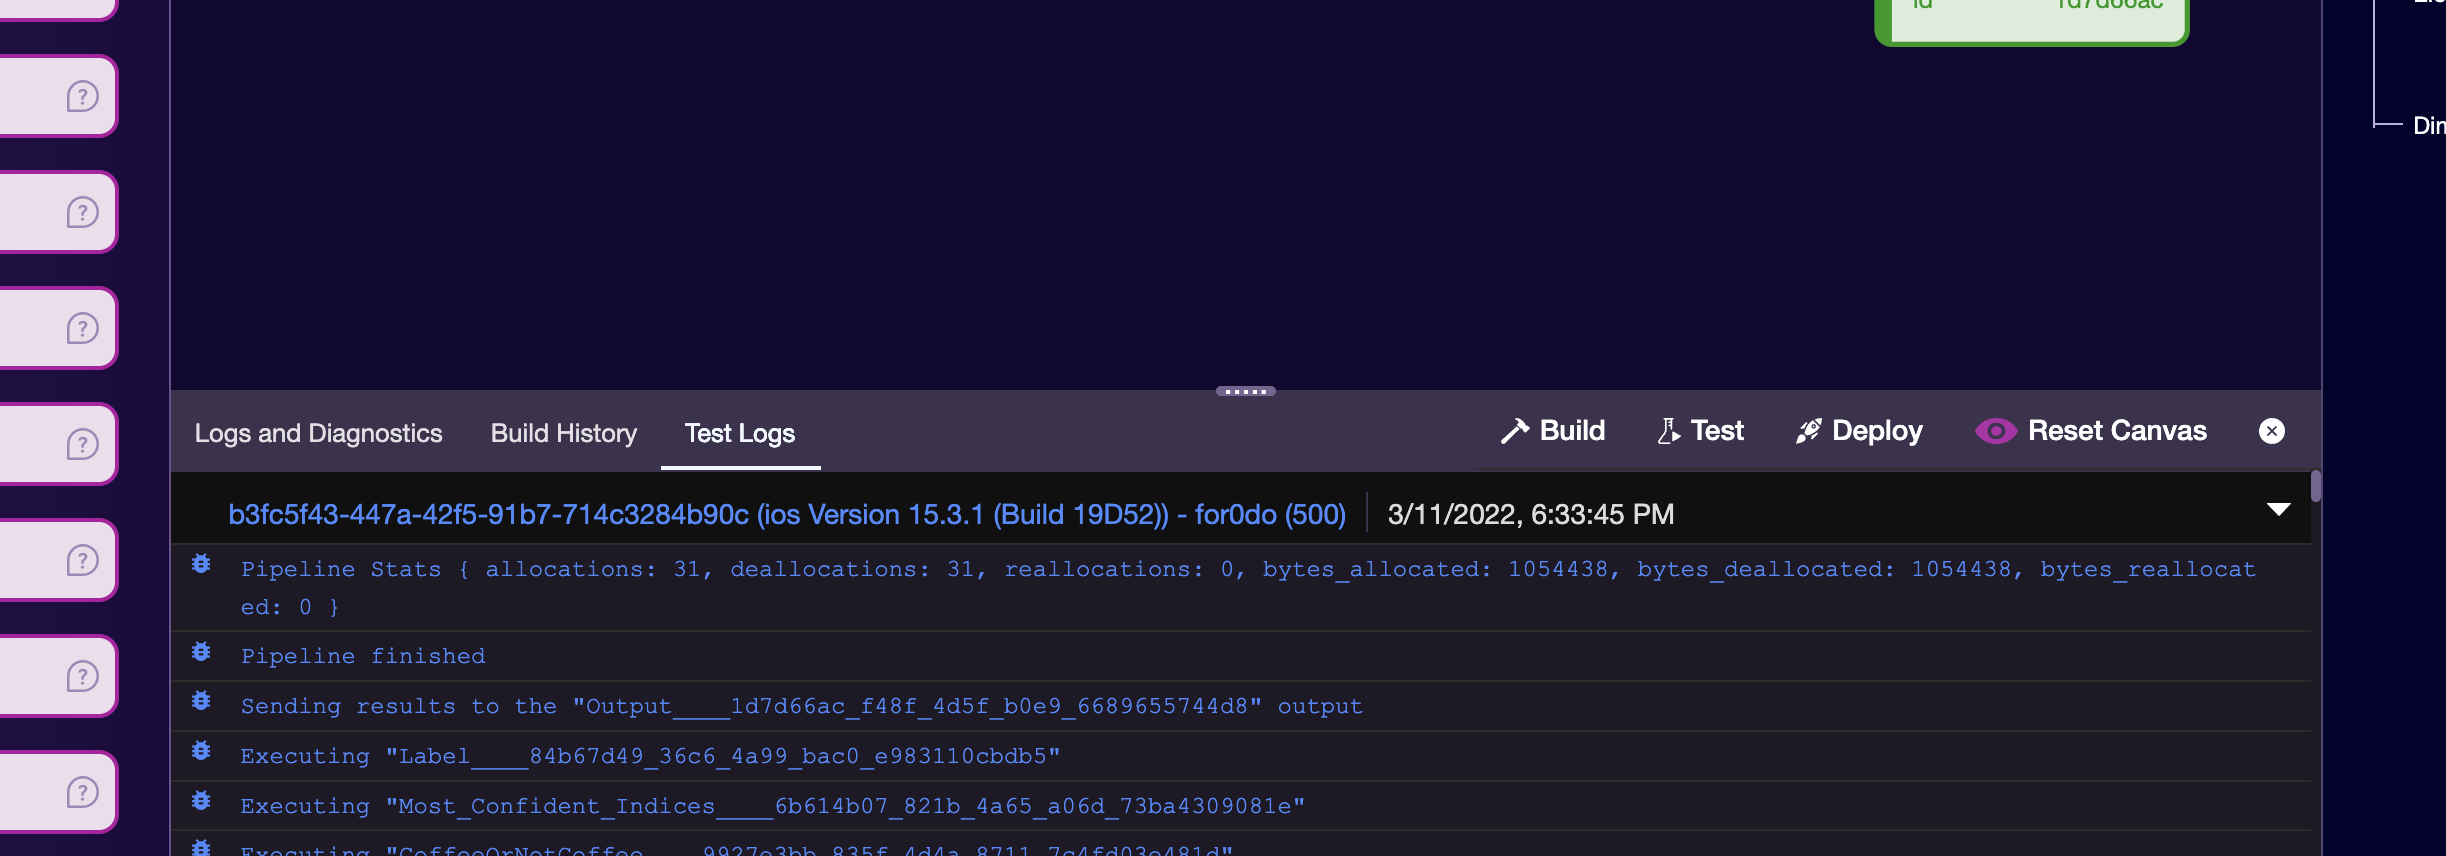 id 1d7d66ac
Din
Logs and Diagnostics Build History Test Logs Build Test Deploy Reset Canvas
b3fc5f43-447a-42f5-91b7-714c3284b90c (ios Version 15.3.1 (Build 19D52)) - for0do (500) 3/11/2022, 6:33:45 PM
Pipeline Stats { allocations: 31, deallocations: 31, reallocations: 0, bytes_allocated: 1054438, bytes_deallocated: 1054438, bytes_reallocat
ed: 0 }
Pipeline finished
Sending results to the "Output____1d7d66ac_f48f_4d5f_b0e9_6689655744d8" output
Executing "Label____84b67d49_36c6_4a99_bac0_e983110cbdb5"
Executing "Most_Confident_Indices____6b614b07_821b_4a65_a06d_73ba4309081e"
Executing "CoffeeOrNotCoffee____9927e3bb_835f_4d4a_8711_7c4fd03e481d"